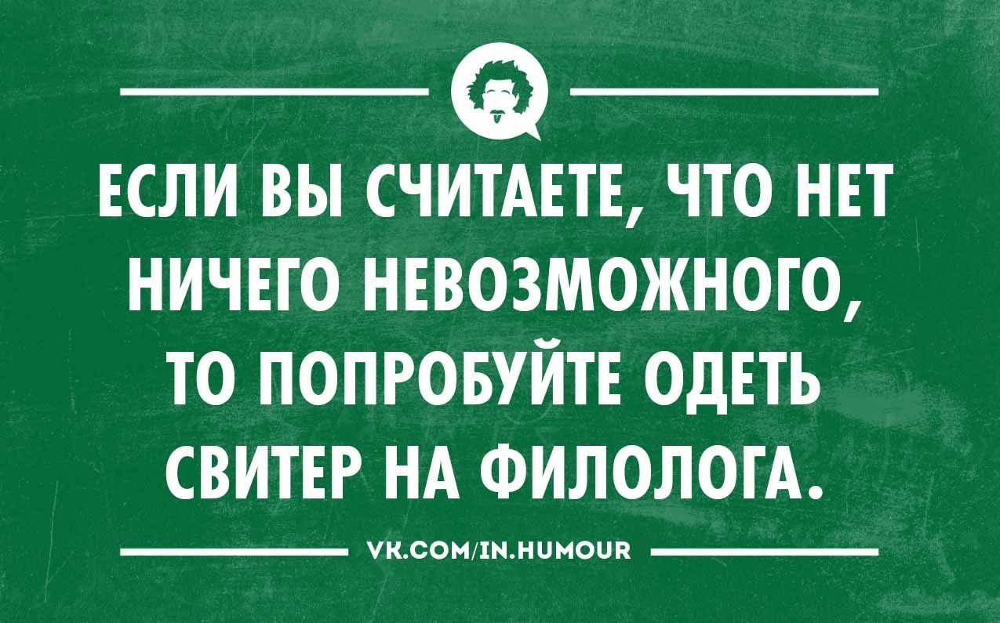 ЕСЛИ ВЫ СЧИТАЕТЕ, ЧТО НЕТ
НИЧЕГО НЕВОЗМОЖНОГО,
ТО ПОПРОБУЙТЕ ОДЕТЬ
СВИТЕР НА ФИЛОЛОГА.
VK.COM/IN.HUMOUR